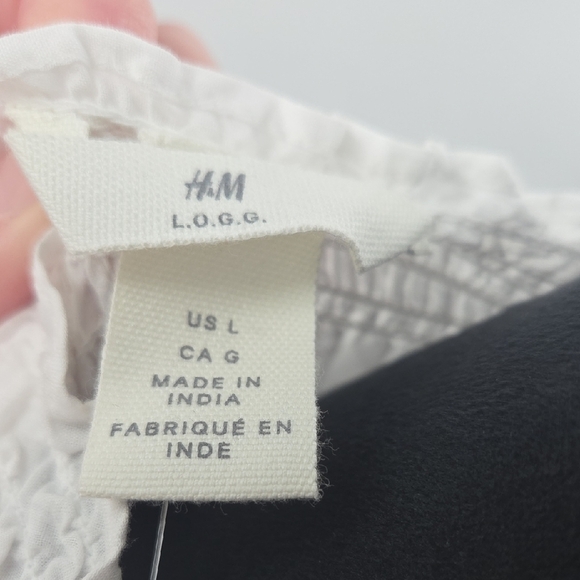 H&M
L.O.G.G.
US L
CA G
MADE IN
INDIA
FABRIQUÉ EN
INDE